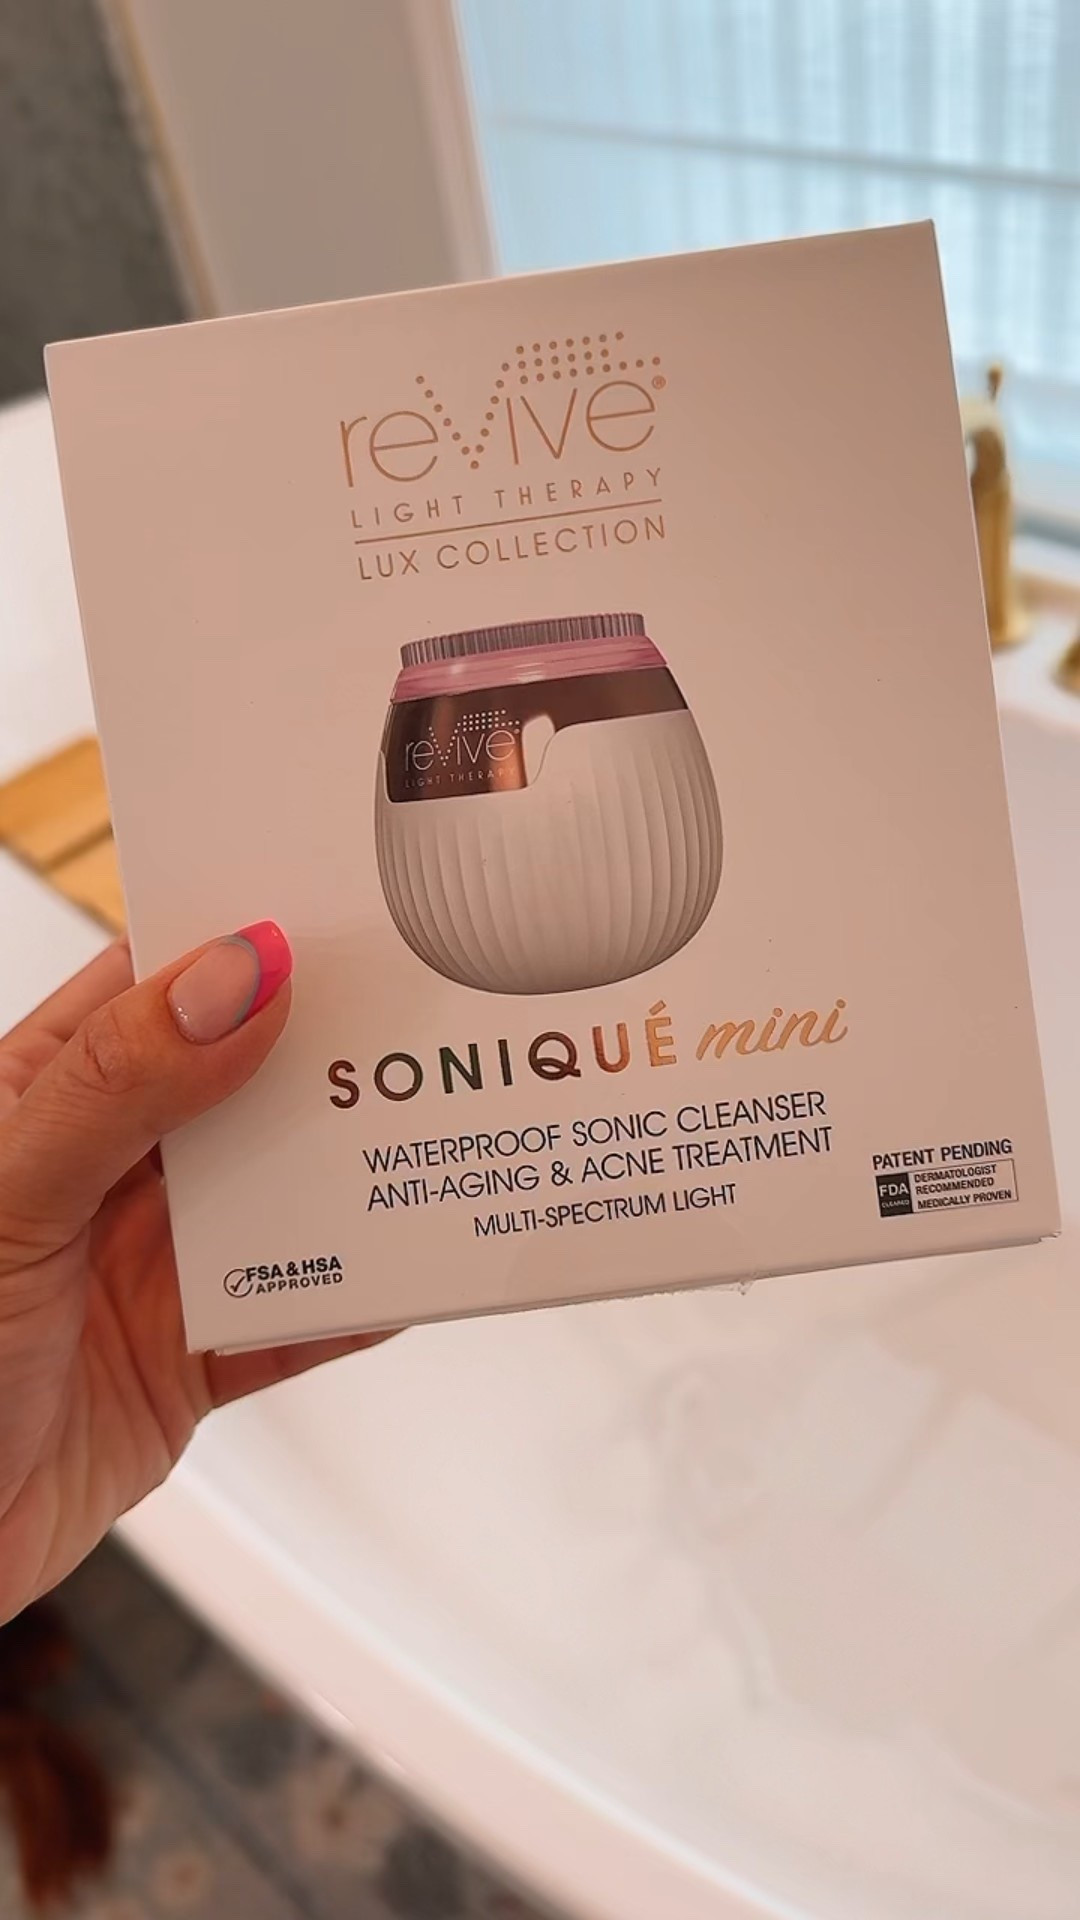 reVive®
LIGHT THERAPY
LUX COLLECTION
reVive®
LIGHT THERAPY
SONIQUÉ mini
WATERPROOF SONIC CLEANSER
ANTI-AGING & ACNE TREATMENT
MULTI-SPECTRUM LIGHT
PATENT PENDING
FDA
CLEARED
DERMATOLOGIST
RECOMMENDED
MEDICALLY PROVEN
FSA & HSA
APPROVED